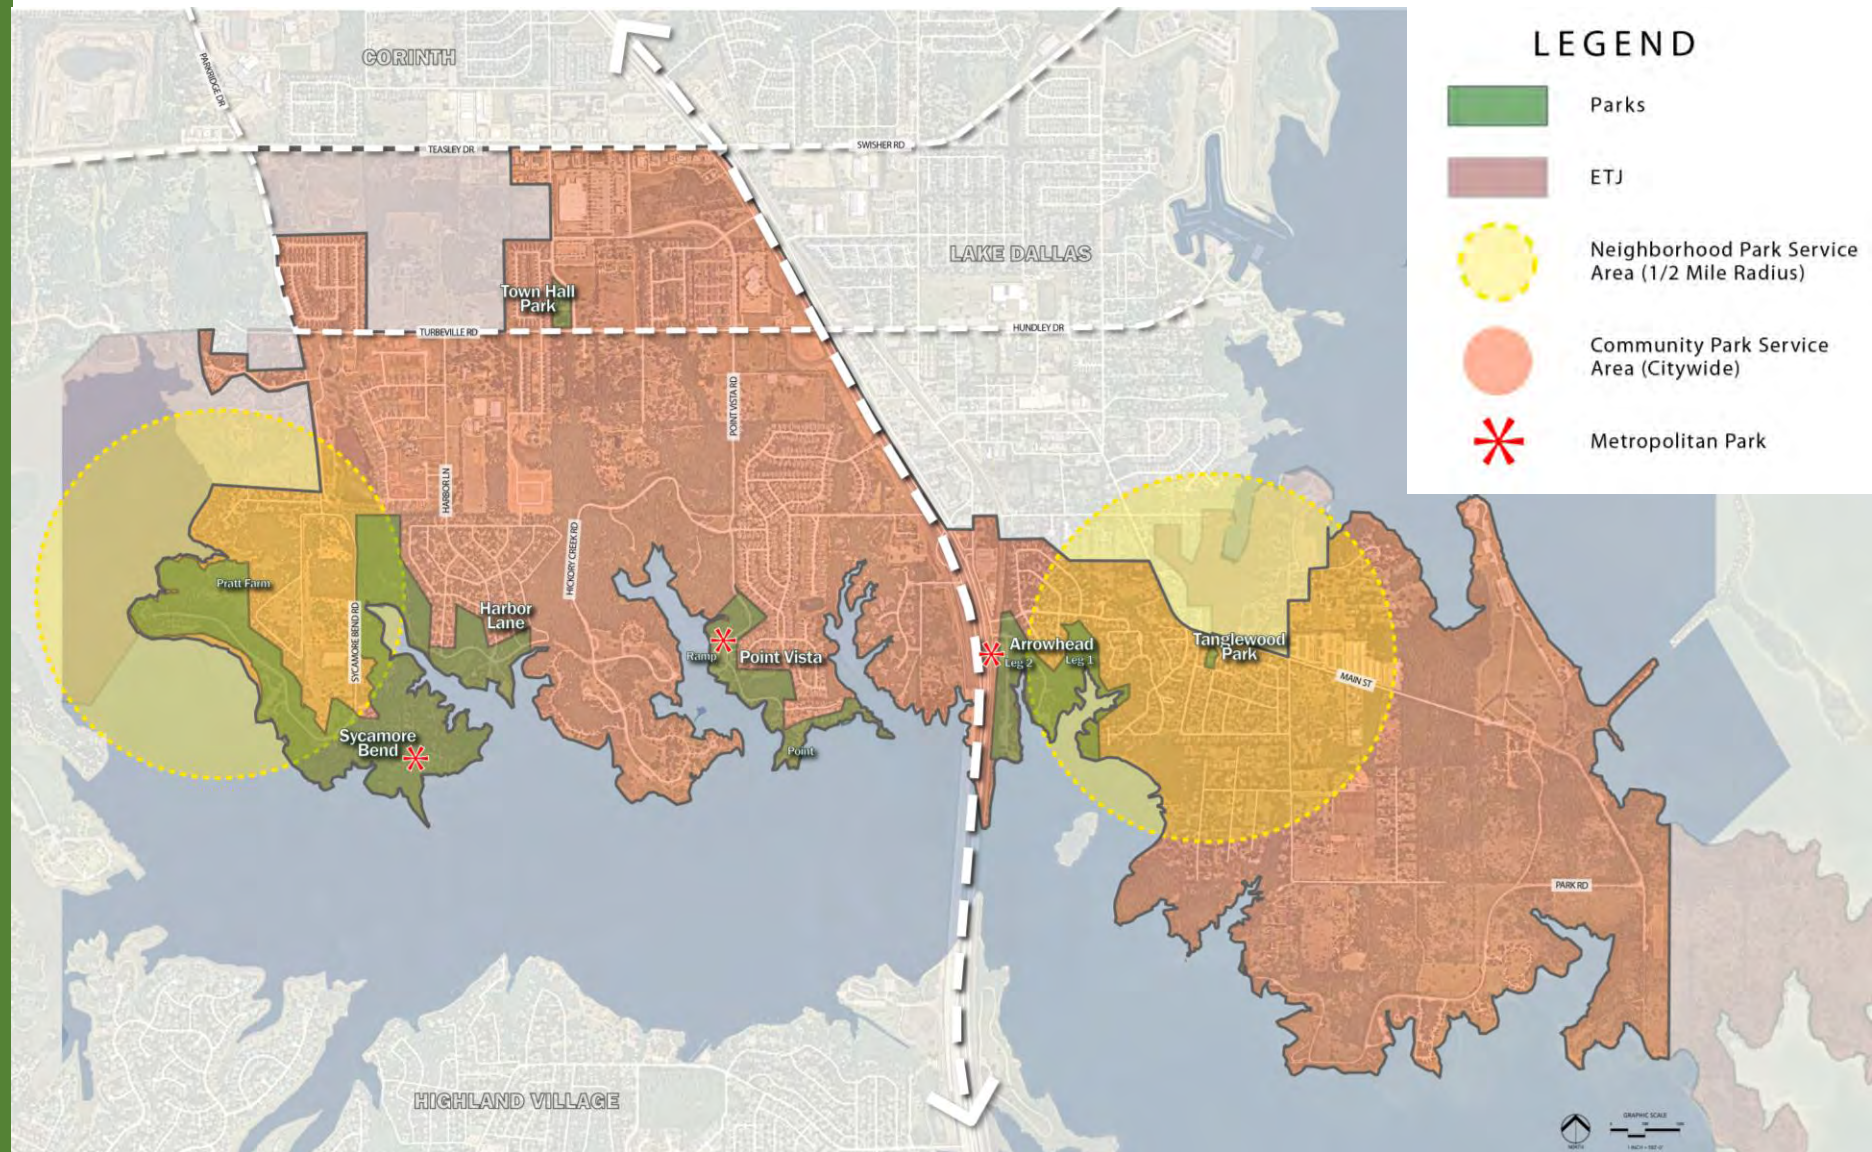 LEGEND
Parks
ETJ
Neighborhood Park Service
Area (1/2 Mile Radius)
Community Park Service
Area (Citywide)
Metropolitan Park
CORINTH
PARKRIDGE DR
TEASLEY DR
SWISHER RD
LAKE DALLAS
Town Hall
Park
TURBEVILLE RD
HUNDLEY DR
POINT VISTA RD
HARBOR LN
HICKORY CREEK RD
Pratt Farm
SYCAMORE BEND RD
Harbor
Lane
Ramp
Point Vista
Arrowhead
Leg 2
Leg 1
Tanglewood
Park
MAIN ST
Sycamore
Bend
Point
PARK RD
HIGHLAND VILLAGE
GRAPHIC SCALE
NORTH